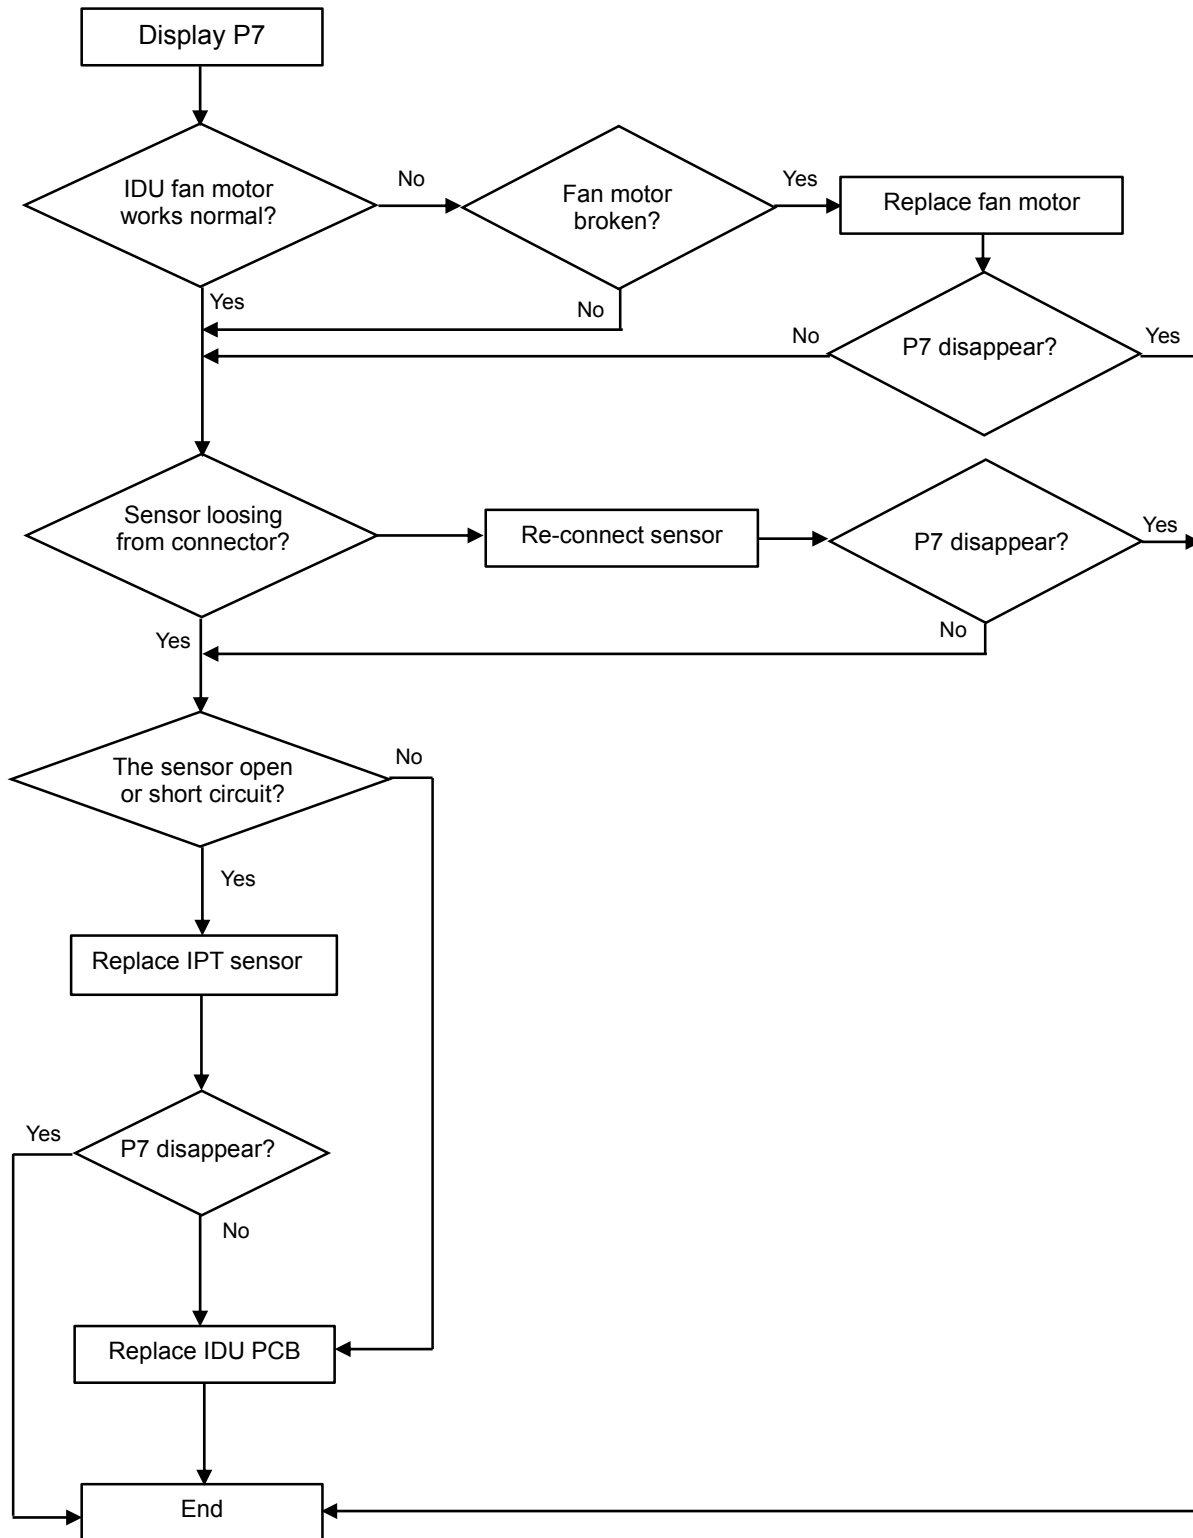 Display P7
IDU fan motor
works normal?
No
Fan motor
broken?
Yes
Replace fan motor
Yes
No
No
P7 disappear?
Yes
Sensor loosing
from connector?
Re-connect sensor
P7 disappear?
Yes
Yes
No
The sensor open
or short circuit?
No
Yes
Replace IPT sensor
Yes
P7 disappear?
No
Replace IDU PCB
End